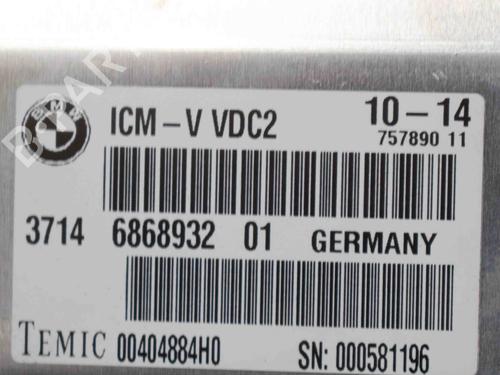 BMW
ICM-V VDC2
10-14
757890 11
3714 6868932 01 GERMANY
TEMIC 00404884H0 SN: 000581196